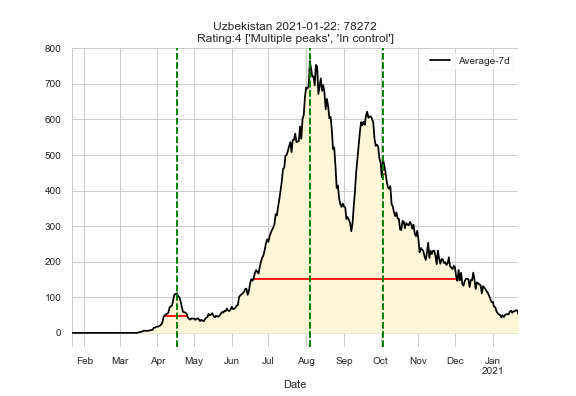 Uzbekistan 2021-01-22: 78272
Rating:4 ['Multiple peaks', 'In control']
Average-7d
800
700
600
500
400
300
200
100
0
Feb Mar Apr May Jun Jul Aug Sep Oct Nov Dec Jan
2021
Date